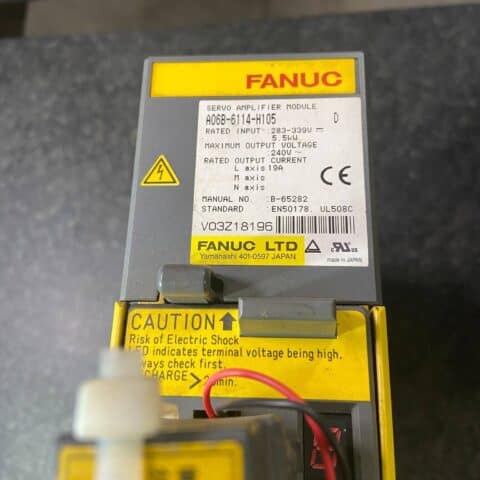 FANUC
SERVO AMPLIFIER MODULE
A06B-6114-H105 D
RATED INPUT :283-339V
5.5kW
MAXIMUM OUTPUT VOLTAGE
:240V~
RATED OUTPUT CURRENT
L axis 19A
M axis
N axis
MANUAL NO. :B-65282
STANDARD :EN50178, UL508C
V03Z18196
FANUC LTD
Yamanashi 401-0597 JAPAN
MADE IN JAPAN
CE
CAUTION
Risk of Electric Shock
LED indicates terminal voltage being high.
always check first.
min.